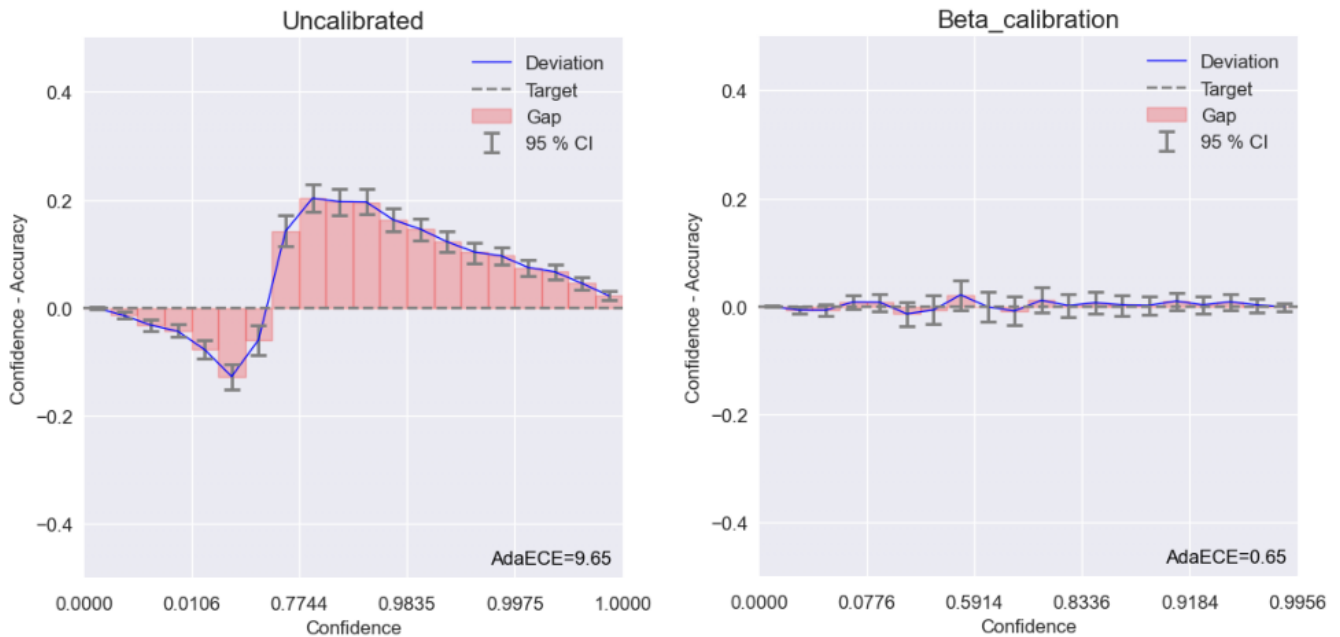 Uncalibrated
Deviation
Target
Gap
95 % CI
0.4
0.2
0.0
−0.2
−0.4
Confidence - Accuracy
AdaECE=9.65
0.0000 0.0106 0.7744 0.9835 0.9975 1.0000
Confidence
Beta_calibration
Deviation
Target
Gap
95 % CI
0.4
0.2
0.0
−0.2
−0.4
Confidence - Accuracy
AdaECE=0.65
0.0000 0.0776 0.5914 0.8336 0.9184 0.9956
Confidence